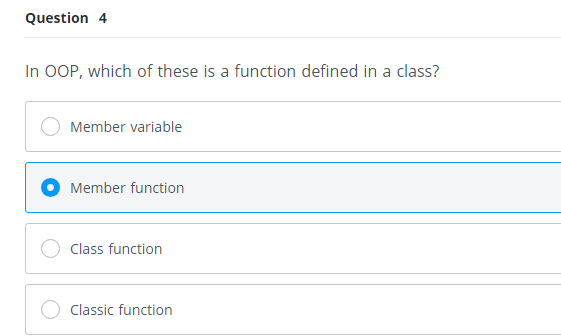 Question 4
In OOP, which of these is a function defined in a class?
Member variable
Member function
Class function
Classic function